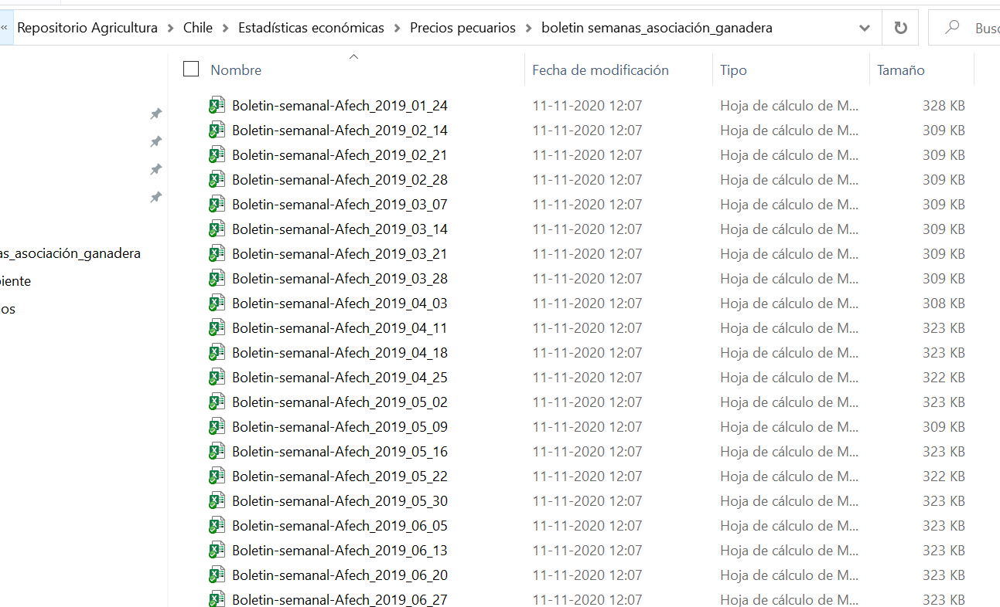 « Repositorio Agricultura > Chile > Estadísticas económicas > Precios pecuarios > boletin semanas_asociación_ganadera Busc
Nombre Fecha de modificación Tipo Tamaño
Boletin-semanal-Afech_2019_01_24 11-11-2020 12:07 Hoja de cálculo de M... 328 KB
Boletin-semanal-Afech_2019_02_14 11-11-2020 12:07 Hoja de cálculo de M... 309 KB
Boletin-semanal-Afech_2019_02_21 11-11-2020 12:07 Hoja de cálculo de M... 309 KB
Boletin-semanal-Afech_2019_02_28 11-11-2020 12:07 Hoja de cálculo de M... 309 KB
Boletin-semanal-Afech_2019_03_07 11-11-2020 12:07 Hoja de cálculo de M... 309 KB
Boletin-semanal-Afech_2019_03_14 11-11-2020 12:07 Hoja de cálculo de M... 309 KB
Boletin-semanal-Afech_2019_03_21 11-11-2020 12:07 Hoja de cálculo de M... 309 KB
as_asociación_ganadera
Boletin-semanal-Afech_2019_03_28 11-11-2020 12:07 Hoja de cálculo de M... 309 KB
iente
Boletin-semanal-Afech_2019_04_03 11-11-2020 12:07 Hoja de cálculo de M... 308 KB
os
Boletin-semanal-Afech_2019_04_11 11-11-2020 12:07 Hoja de cálculo de M... 323 KB
Boletin-semanal-Afech_2019_04_18 11-11-2020 12:07 Hoja de cálculo de M... 323 KB
Boletin-semanal-Afech_2019_04_25 11-11-2020 12:07 Hoja de cálculo de M... 322 KB
Boletin-semanal-Afech_2019_05_02 11-11-2020 12:07 Hoja de cálculo de M... 323 KB
Boletin-semanal-Afech_2019_05_09 11-11-2020 12:07 Hoja de cálculo de M... 309 KB
Boletin-semanal-Afech_2019_05_16 11-11-2020 12:07 Hoja de cálculo de M... 323 KB
Boletin-semanal-Afech_2019_05_22 11-11-2020 12:07 Hoja de cálculo de M... 322 KB
Boletin-semanal-Afech_2019_05_30 11-11-2020 12:07 Hoja de cálculo de M... 323 KB
Boletin-semanal-Afech_2019_06_05 11-11-2020 12:07 Hoja de cálculo de M... 323 KB
Boletin-semanal-Afech_2019_06_13 11-11-2020 12:07 Hoja de cálculo de M... 323 KB
Boletin-semanal-Afech_2019_06_20 11-11-2020 12:07 Hoja de cálculo de M... 323 KB
Boletin-semanal-Afech_2019_06_27 11-11-2020 12:07 Hoja de cálculo de M... 323 KB